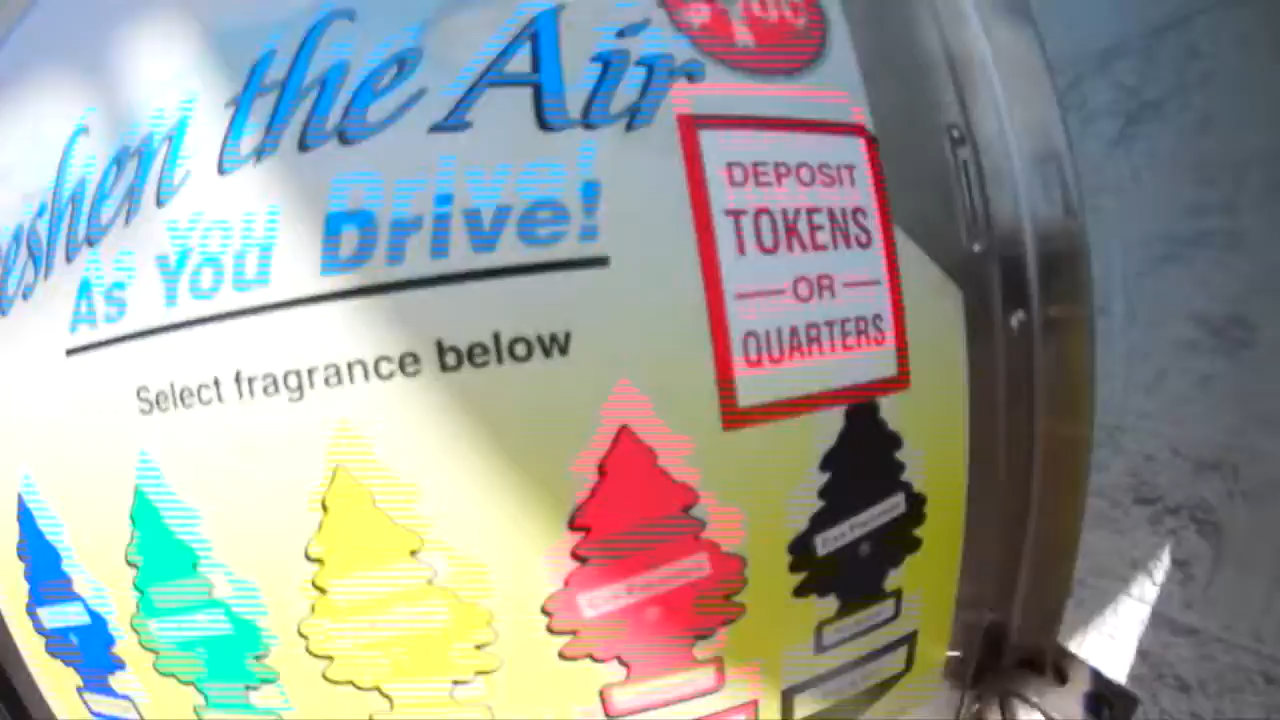 eshen the Air
As You Drive!
Select fragrance below
DEPOSIT
TOKENS
OR
QUARTERS